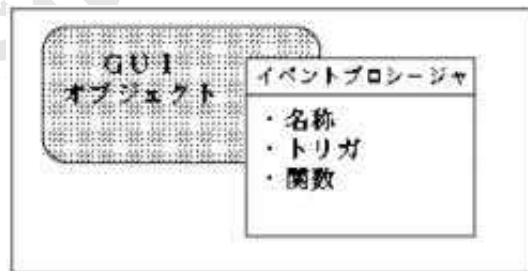 GUI
オブジェクト
イベントプロシージャ
・名称
・トリガ
・関数